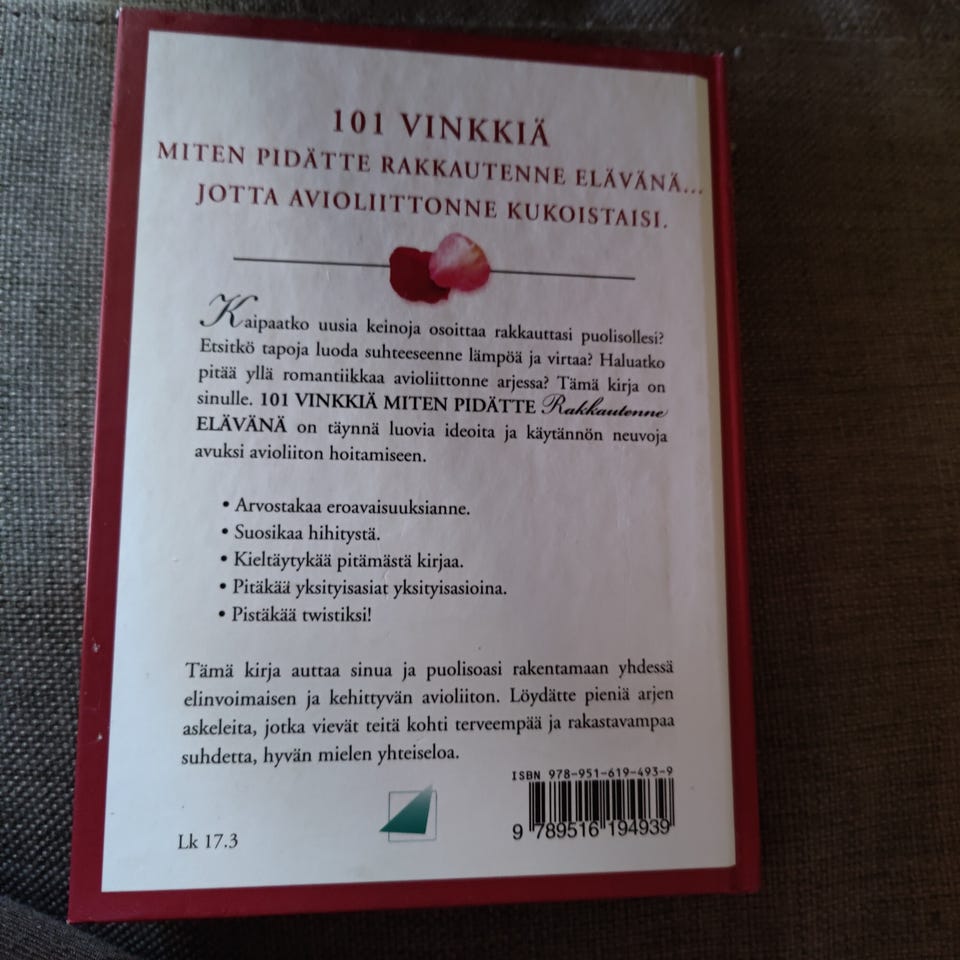 101 VINKKIÄ
MITEN PIDÄTTE RAKKAUTENNE ELÄVÄNÄ...
JOTTA AVIOLIITTONNE KUKOISTAISI.
Kaipaatko uusia keinoja osoittaa rakkauttasi puolisollesi?
Etsitkö tapoja luoda suhteeseenne lämpöä ja virtaa? Haluatko
pitää yllä romantiikkaa avioliittonne arjessa? Tämä kirja on
sinulle. 101 VINKKIÄ MITEN PIDÄTTE Rakkautenne
ELÄVÄNÄ on täynnä luovia ideoita ja käytännön neuvoja
avuksi avioliiton hoitamiseen.
• Arvostakaa eroavaisuuksianne.
• Suosikaa hihitystä.
• Kieltäytykää pitämästä kirjaa.
• Pitäkää yksityisasiat yksityisasioina.
• Pistäkää twistiksi!
Tämä kirja auttaa sinua ja puolisoasi rakentamaan yhdessä
elinvoimaisen ja kehittyvän avioliiton. Löydätte pieniä arjen
askeleita, jotka vievät teitä kohti terveempää ja rakastavampaa
suhdetta, hyvän mielen yhteiseloa.
ISBN 978-951-619-493-9
9 789516 194939
Lk 17.3